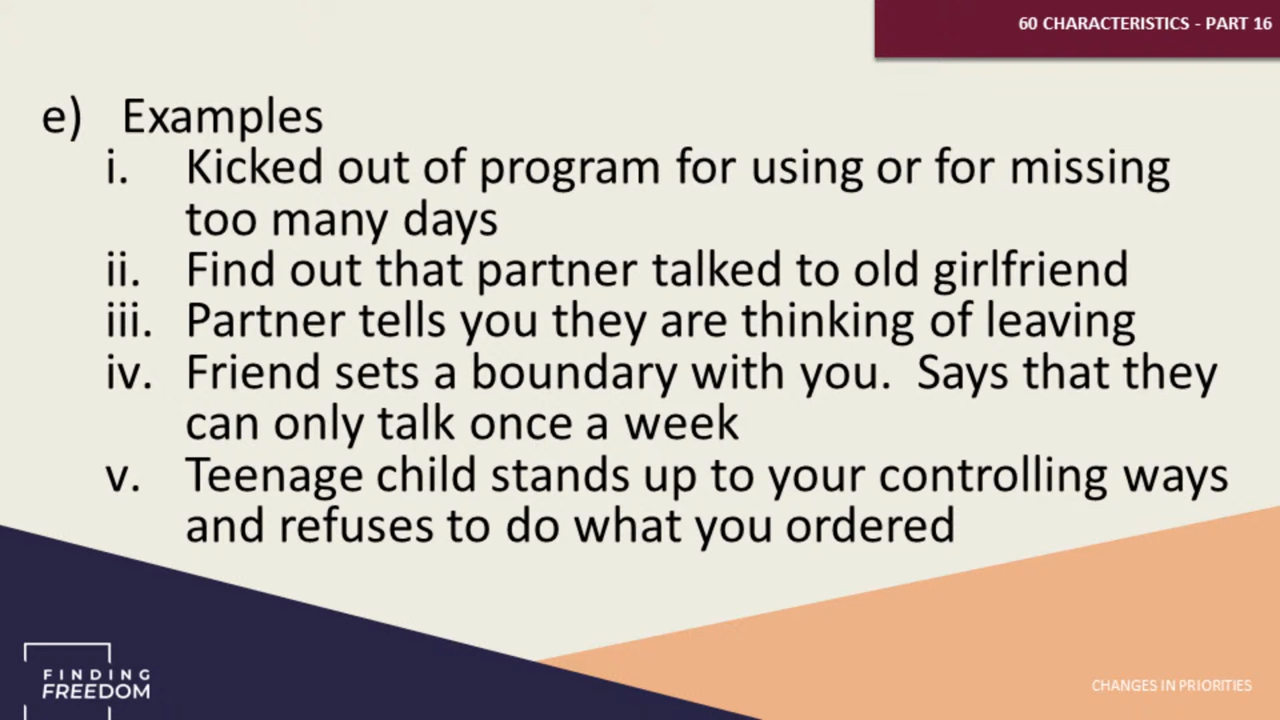 60 CHARACTERISTICS - PART 16
e) Examples
i. Kicked out of program for using or for missing
too many days
ii. Find out that partner talked to old girlfriend
iii. Partner tells you they are thinking of leaving
iv. Friend sets a boundary with you.  Says that they
can only talk once a week
v. Teenage child stands up to your controlling ways
and refuses to do what you ordered
FINDING
FREEDOM
CHANGES IN PRIORITIES